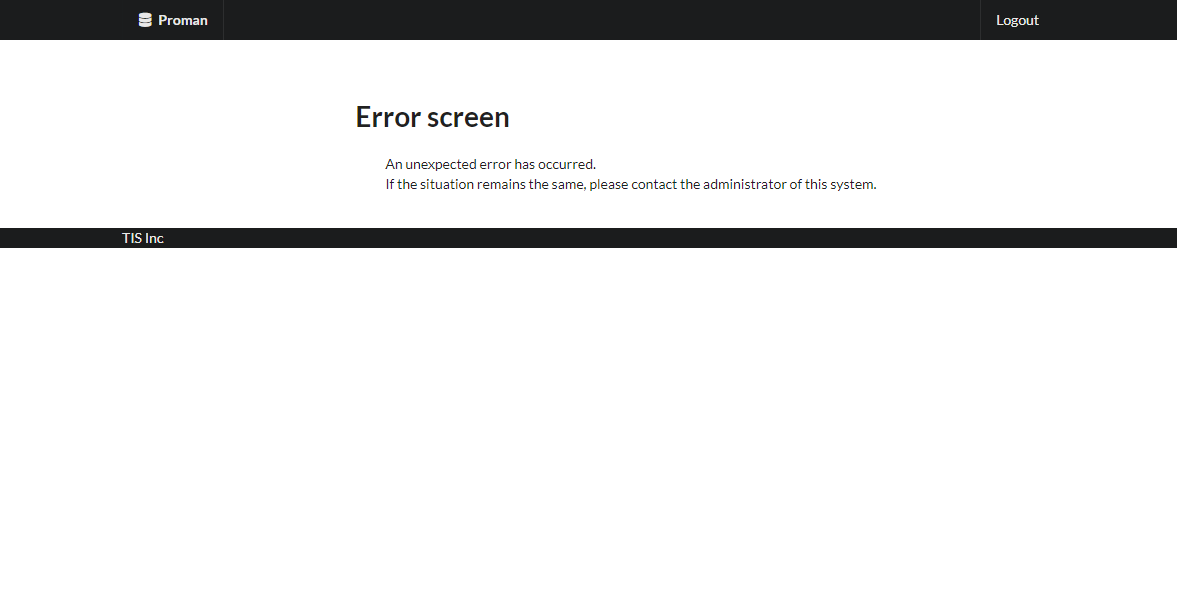 Proman
Logout
Error screen
An unexpected error has occurred.
If the situation remains the same, please contact the administrator of this system.
TIS Inc